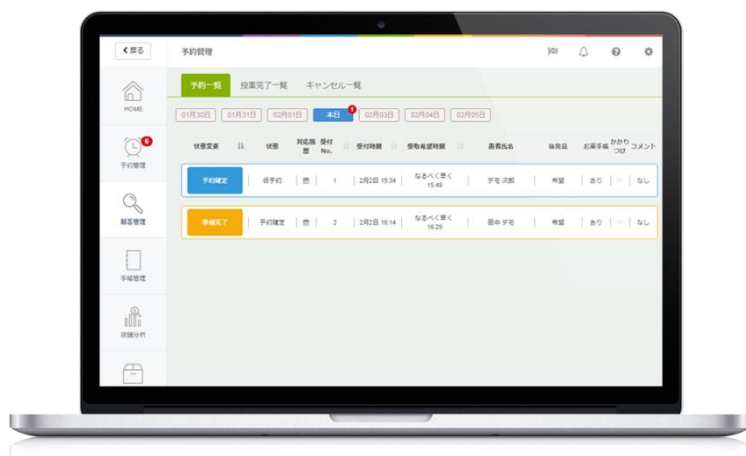 戻る
予約管理
HOME
6
予約管理
顧客管理
手帳管理
店舗分析
予約一覧 投薬完了一覧 キャンセル一覧
01月30日 01月31日 02月01日 本日 1 02月03日 02月04日 02月05日
状態変更 状態 対応履歴 受付No. 受付時間 受取希望時間 患者氏名 後発品 お薬手帳 かかりつけ コメント
予約確定 仮予約 1 2月2日 15:34 なるべく早く 15:49 デモ 次郎 希望 あり なし
準備完了 予約確定 2 2月2日 16:14 なるべく早く 16:29 田中 デモ 希望 あり なし